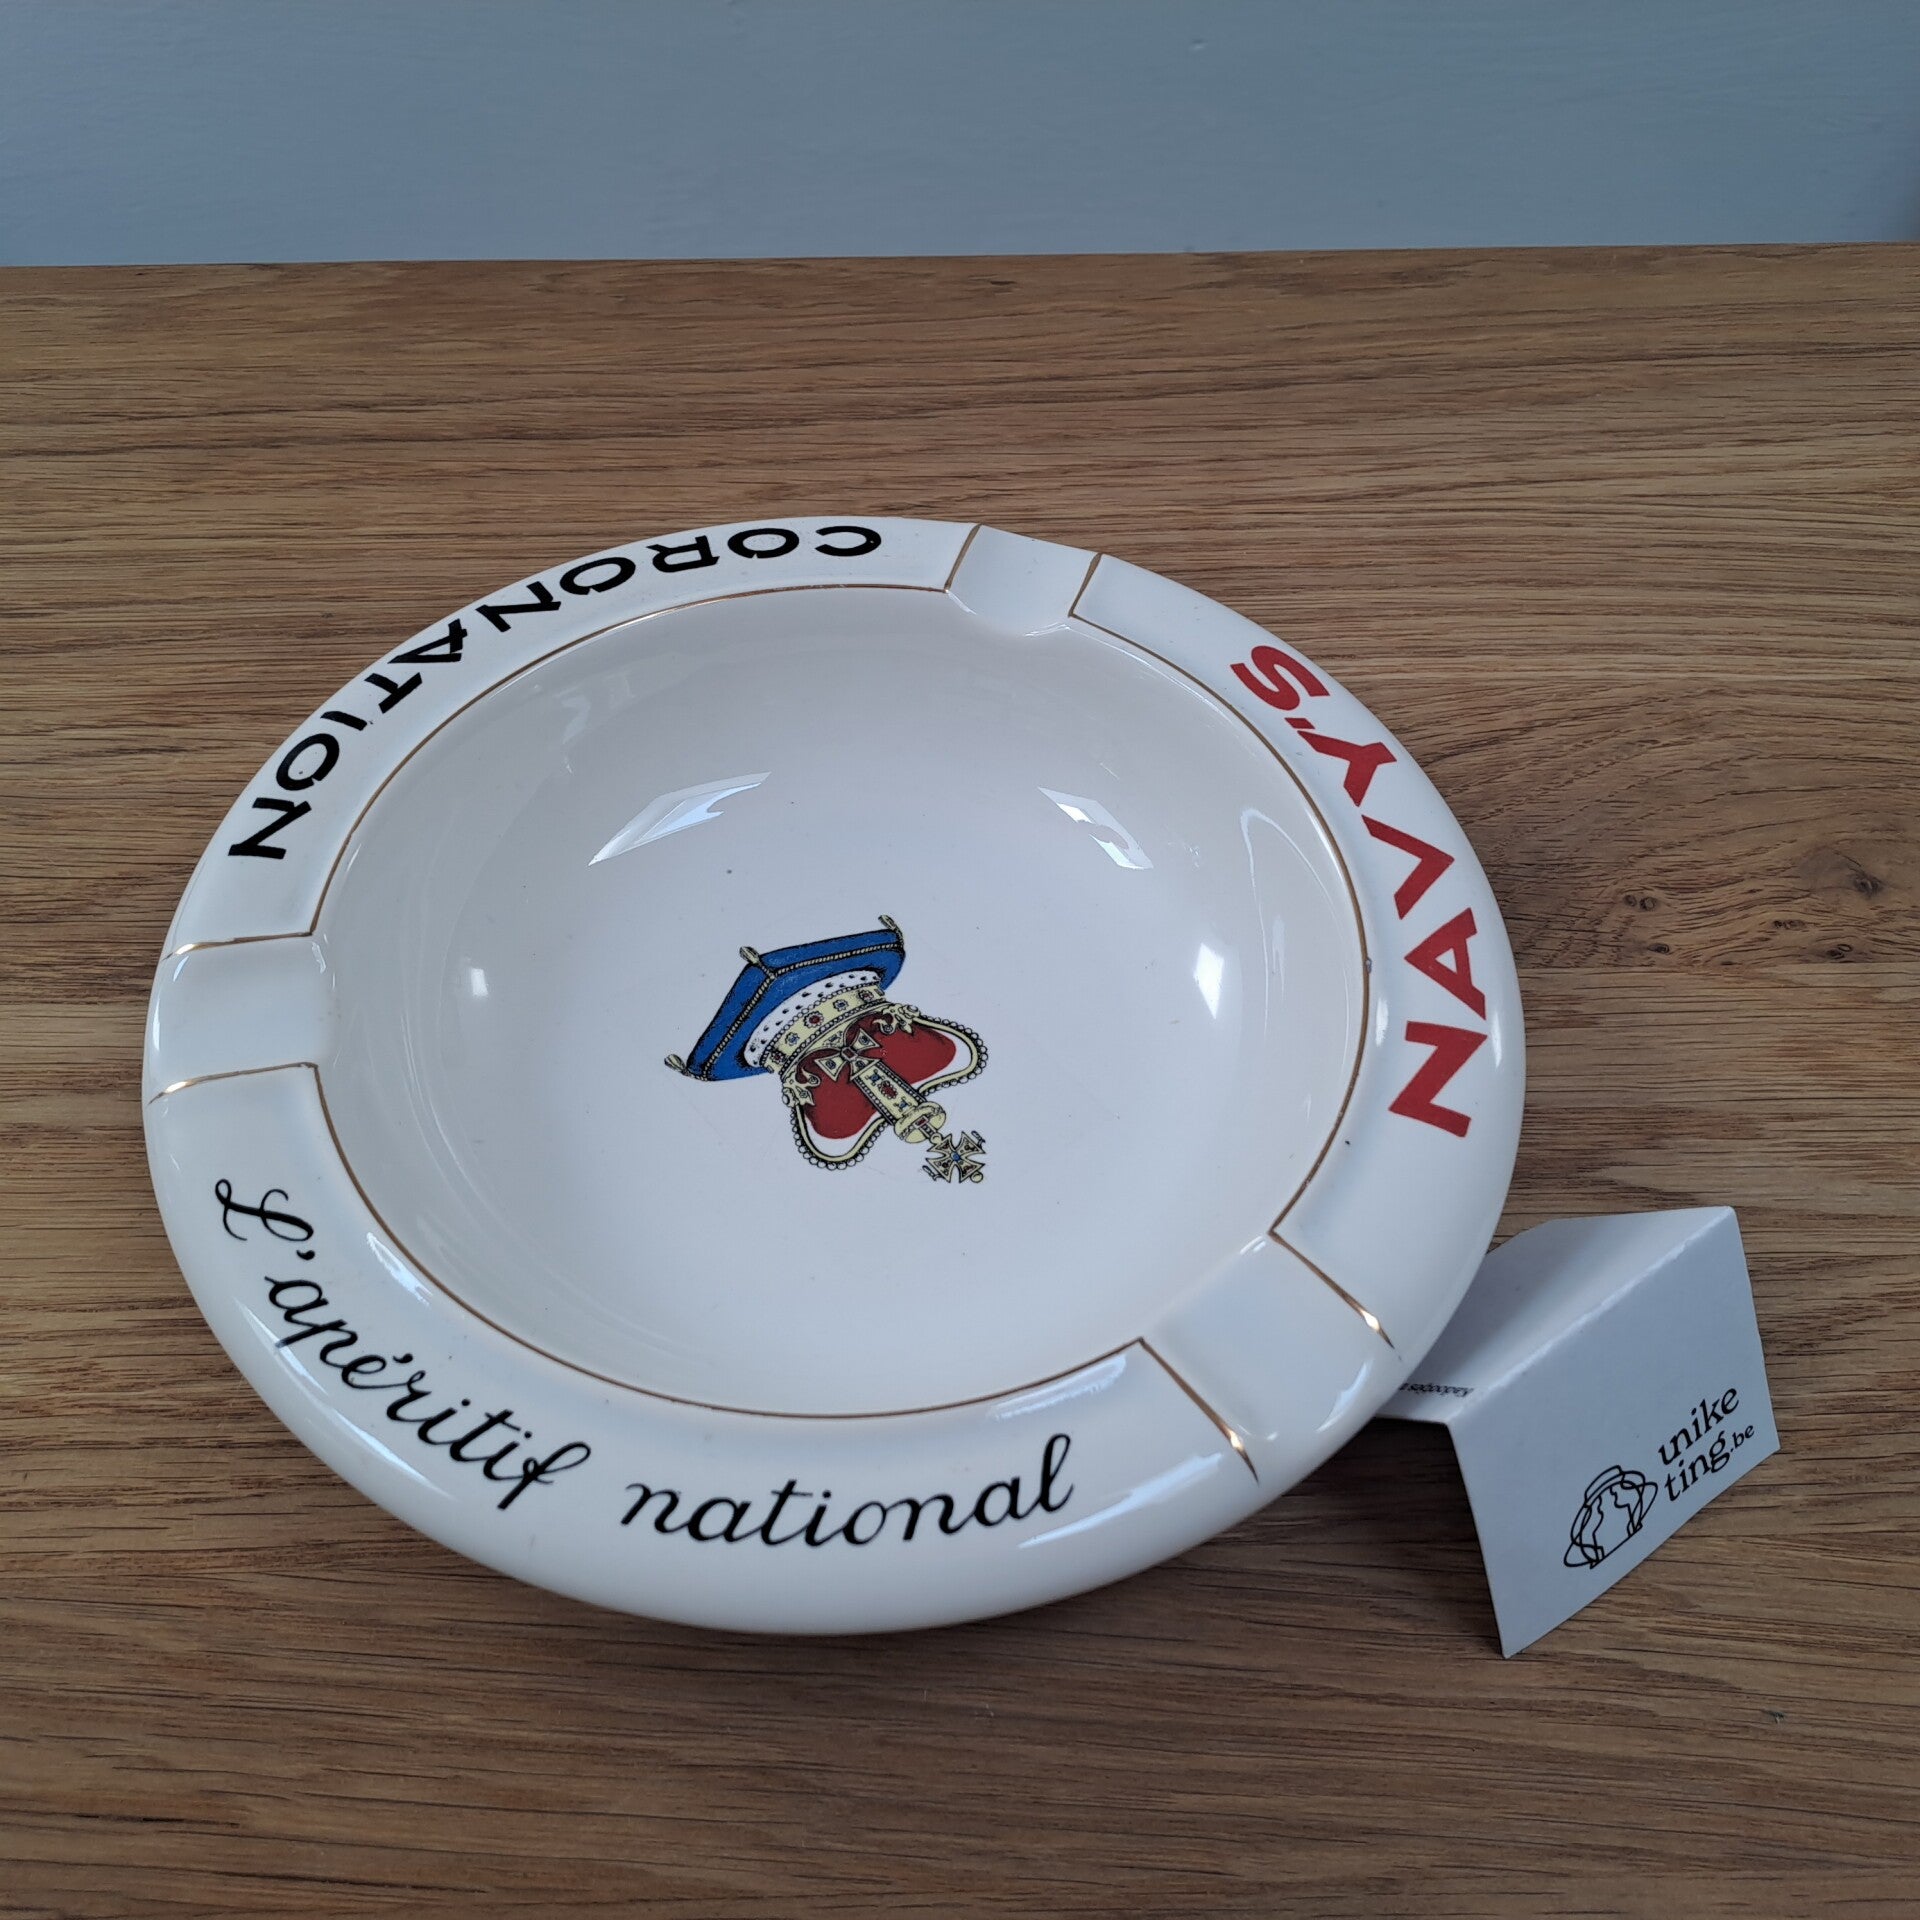 NAVY'S
CORONATION
L'apéritif national
unike
ting.be